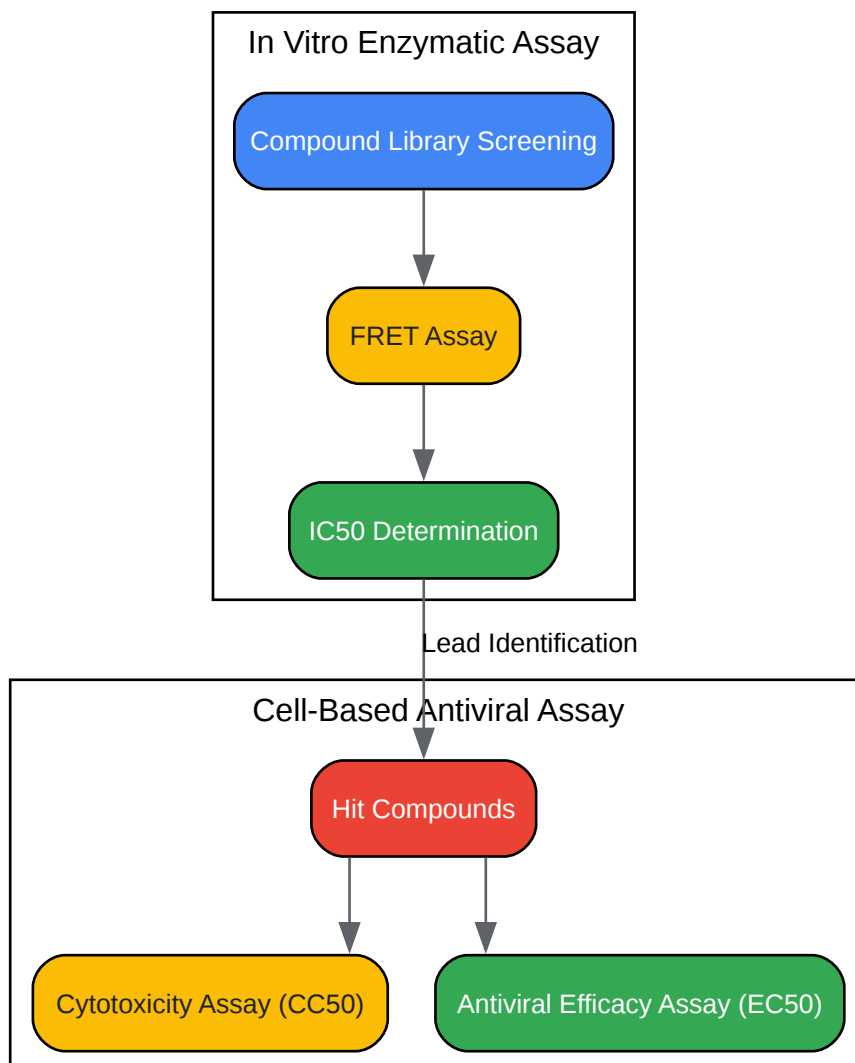 In Vitro Enzymatic Assay
Compound Library Screening
FRET Assay
IC50 Determination
Lead Identification
Cell-Based Antiviral Assay
Hit Compounds
Cytotoxicity Assay (CC50)
Antiviral Efficacy Assay (EC50)